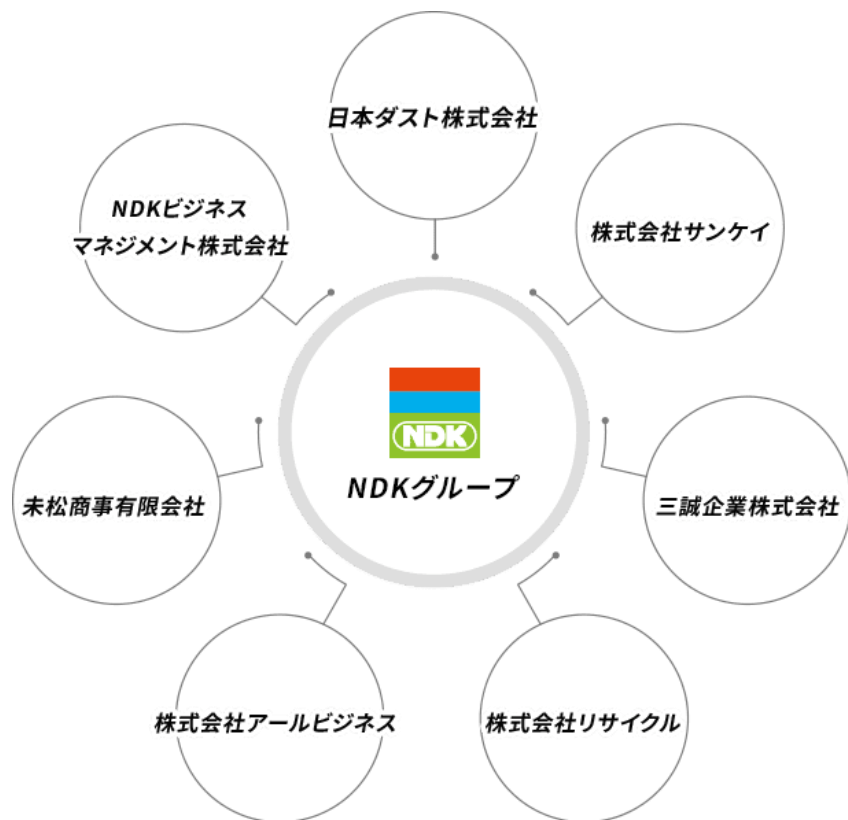 日本ダスト株式会社
NDKビジネス
マネジメント株式会社
株式会社サンケイ
NDK
NDKグループ
未松商事有限会社
三誠企業株式会社
株式会社アールビジネス
株式会社リサイクル